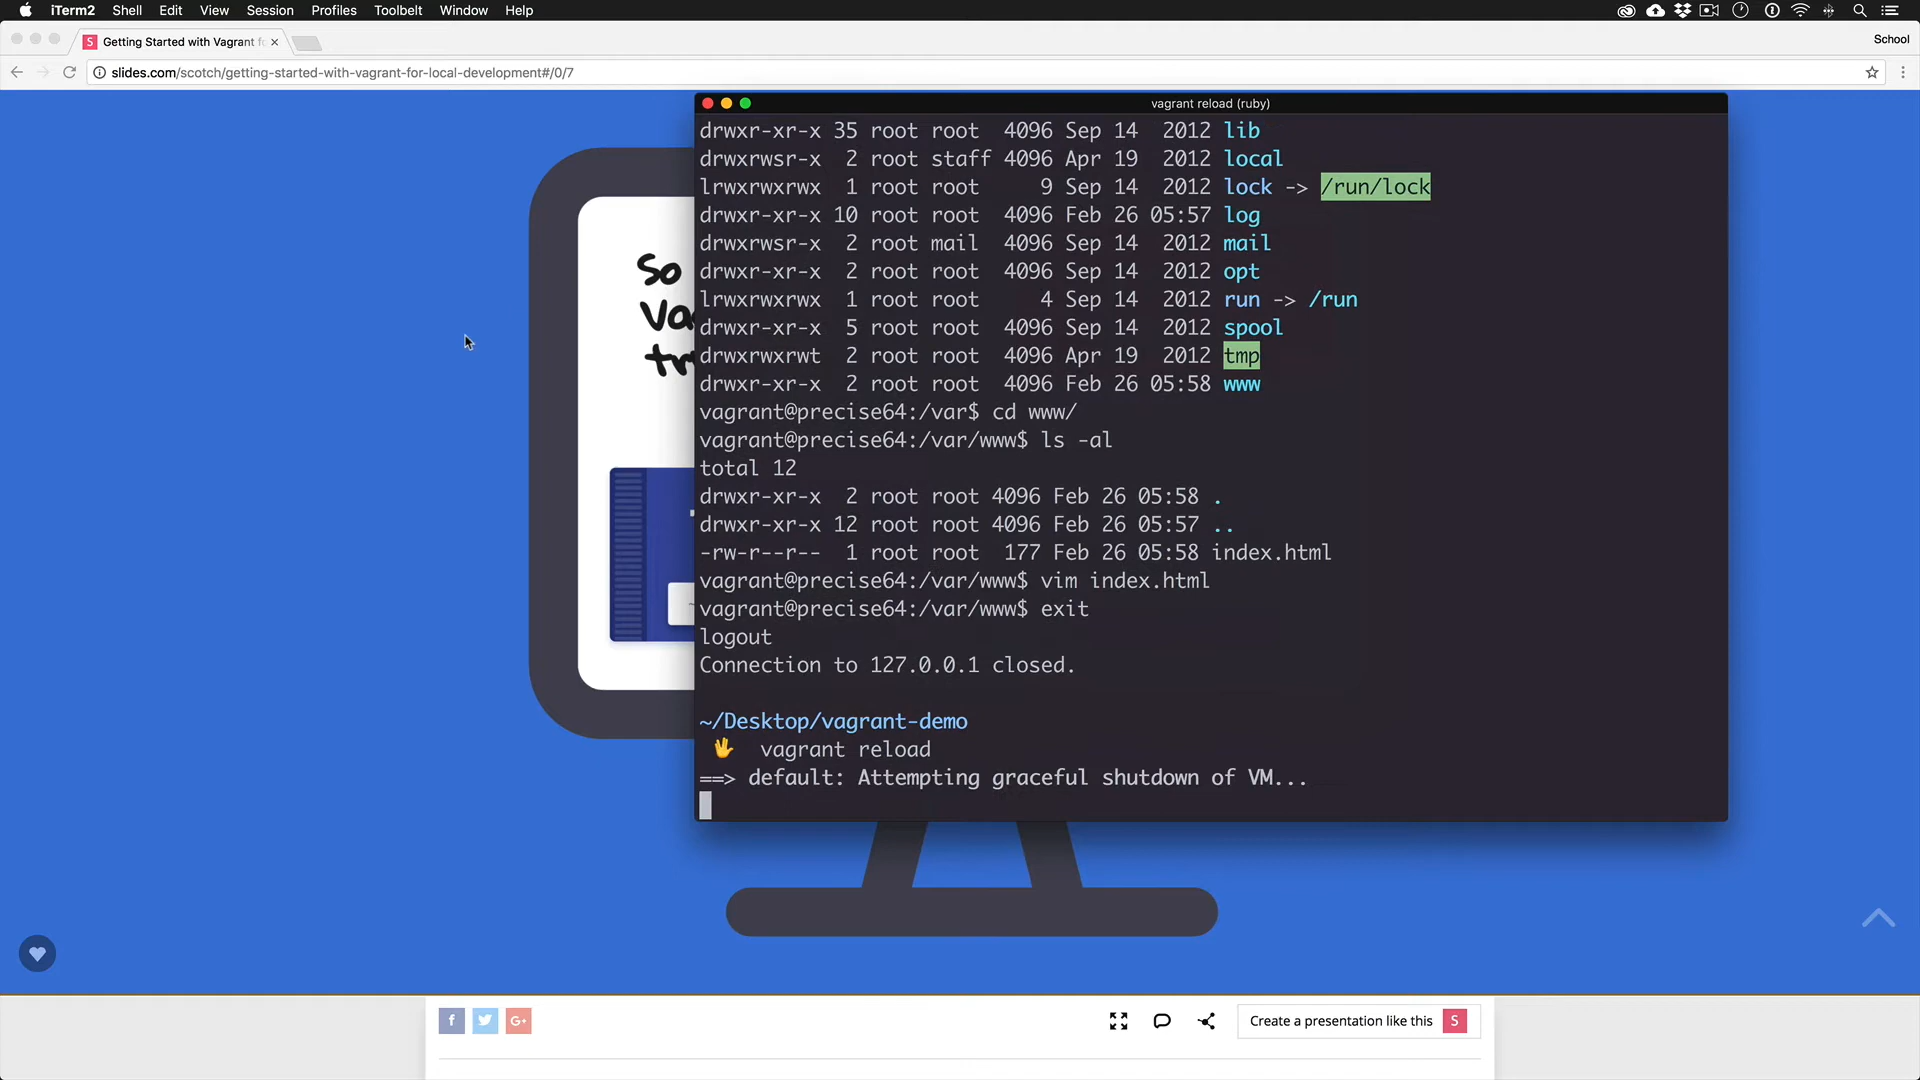 iTerm2 Shell Edit View Session Profiles Toolbelt Window Help
Getting Started with Vagrant f
School
slides.com/scotch/getting-started-with-vagrant-for-local-development#/0/7
So
Va
tr
vagrant reload (ruby)
drwxr-xr-x 35 root root 4096 Sep 14 2012 lib
drwxrwsr-x 2 root staff 4096 Apr 19 2012 local
lrwxrwxrwx 1 root root 9 Sep 14 2012 lock -> /run/lock
drwxr-xr-x 10 root root 4096 Feb 26 05:57 log
drwxrwsr-x 2 root mail 4096 Sep 14 2012 mail
drwxr-xr-x 2 root root 4096 Sep 14 2012 opt
lrwxrwxrwx 1 root root 4 Sep 14 2012 run -> /run
drwxr-xr-x 5 root root 4096 Sep 14 2012 spool
drwxrwxrwt 2 root root 4096 Apr 19 2012 tmp
drwxr-xr-x 2 root root 4096 Feb 26 05:58 www
vagrant@precise64:/var$ cd www/
vagrant@precise64:/var/www$ ls -al
total 12
drwxr-xr-x 2 root root 4096 Feb 26 05:58 .
drwxr-xr-x 12 root root 4096 Feb 26 05:57 ..
-rw-r--r-- 1 root root 177 Feb 26 05:58 index.html
vagrant@precise64:/var/www$ vim index.html
vagrant@precise64:/var/www$ exit
logout
Connection to 127.0.0.1 closed.
~/Desktop/vagrant-demo
🖖 vagrant reload
==> default: Attempting graceful shutdown of VM...
f
G+
Create a presentation like this S